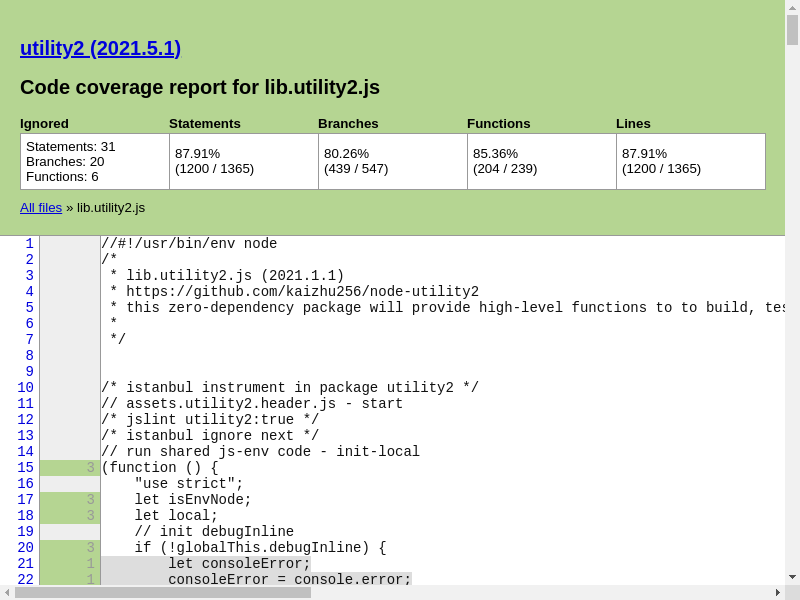 utility2 (2021.5.1)
Code coverage report for lib.utility2.js
Ignored Statements Branches Functions Lines
Statements: 31
Branches: 20
Functions: 6
87.91%
(1200 / 1365)
80.26%
(439 / 547)
85.36%
(204 / 239)
87.91%
(1200 / 1365)
All files » lib.utility2.js
1 //#!/usr/bin/env node
2 /*
3  * lib.utility2.js (2021.1.1)
4  * https://github.com/kaizhu256/node-utility2
5  * this zero-dependency package will provide high-level functions to to build, tes
6  *
7  */
8
9
10 /* istanbul instrument in package utility2 */
11 // assets.utility2.header.js - start
12 /* jslint utility2:true */
13 /* istanbul ignore next */
14 // run shared js-env code - init-local
15 3 (function () {
16     "use strict";
17 3     let isEnvNode;
18 3     let local;
19     // init debugInline
20 3     if (!globalThis.debugInline) {
21 1         let consoleError;
22 1         consoleError = console.error;